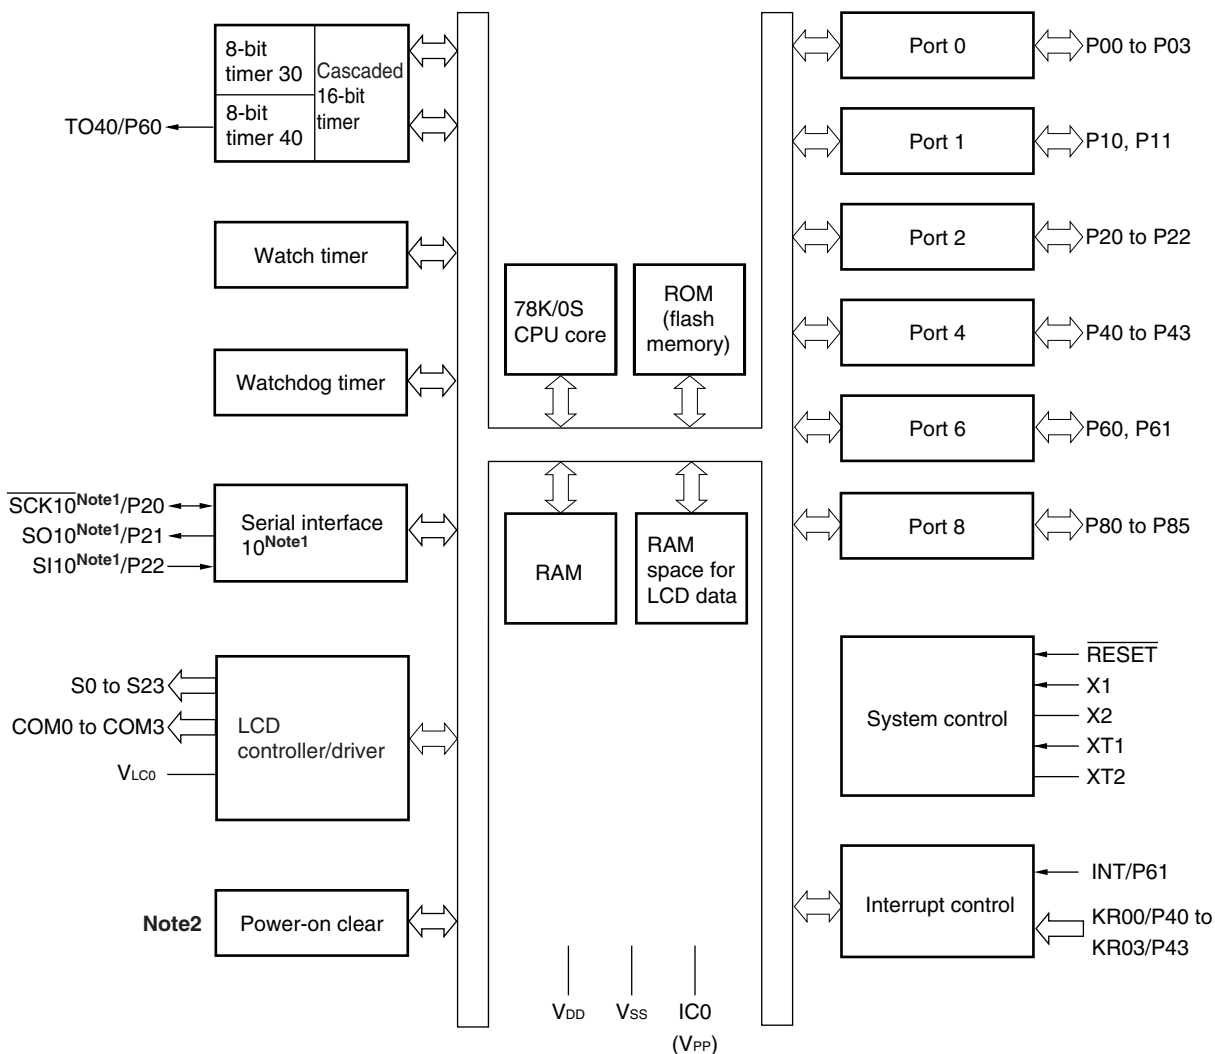 8-bit
timer 30
Cascaded
16-bit
timer
8-bit
timer 40
TO40/P60
Watch timer
Watchdog timer
SCK10Note1/P20
SO10Note1/P21
SI10Note1/P22
Serial interface
10Note1
S0 to S23
COM0 to COM3
VLC0
LCD
controller/driver
Note2
Power-on clear
78K/0S
CPU core
ROM
(flash
memory)
RAM
RAM
space for
LCD data
VDD
VSS
IC0
(VPP)
Port 0
P00 to P03
Port 1
P10, P11
Port 2
P20 to P22
Port 4
P40 to P43
Port 6
P60, P61
Port 8
P80 to P85
System control
RESET
X1
X2
XT1
XT2
Interrupt control
INT/P61
KR00/P40 to
KR03/P43